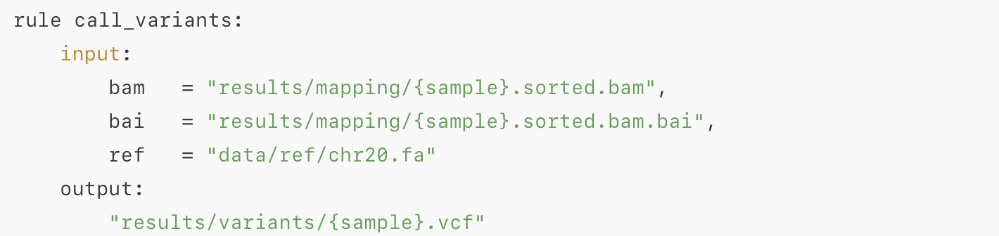 rule call_variants:
    input:
        bam   = "results/mapping/{sample}.sorted.bam",
        bai   = "results/mapping/{sample}.sorted.bam.bai",
        ref   = "data/ref/chr20.fa"
    output:
        "results/variants/{sample}.vcf"